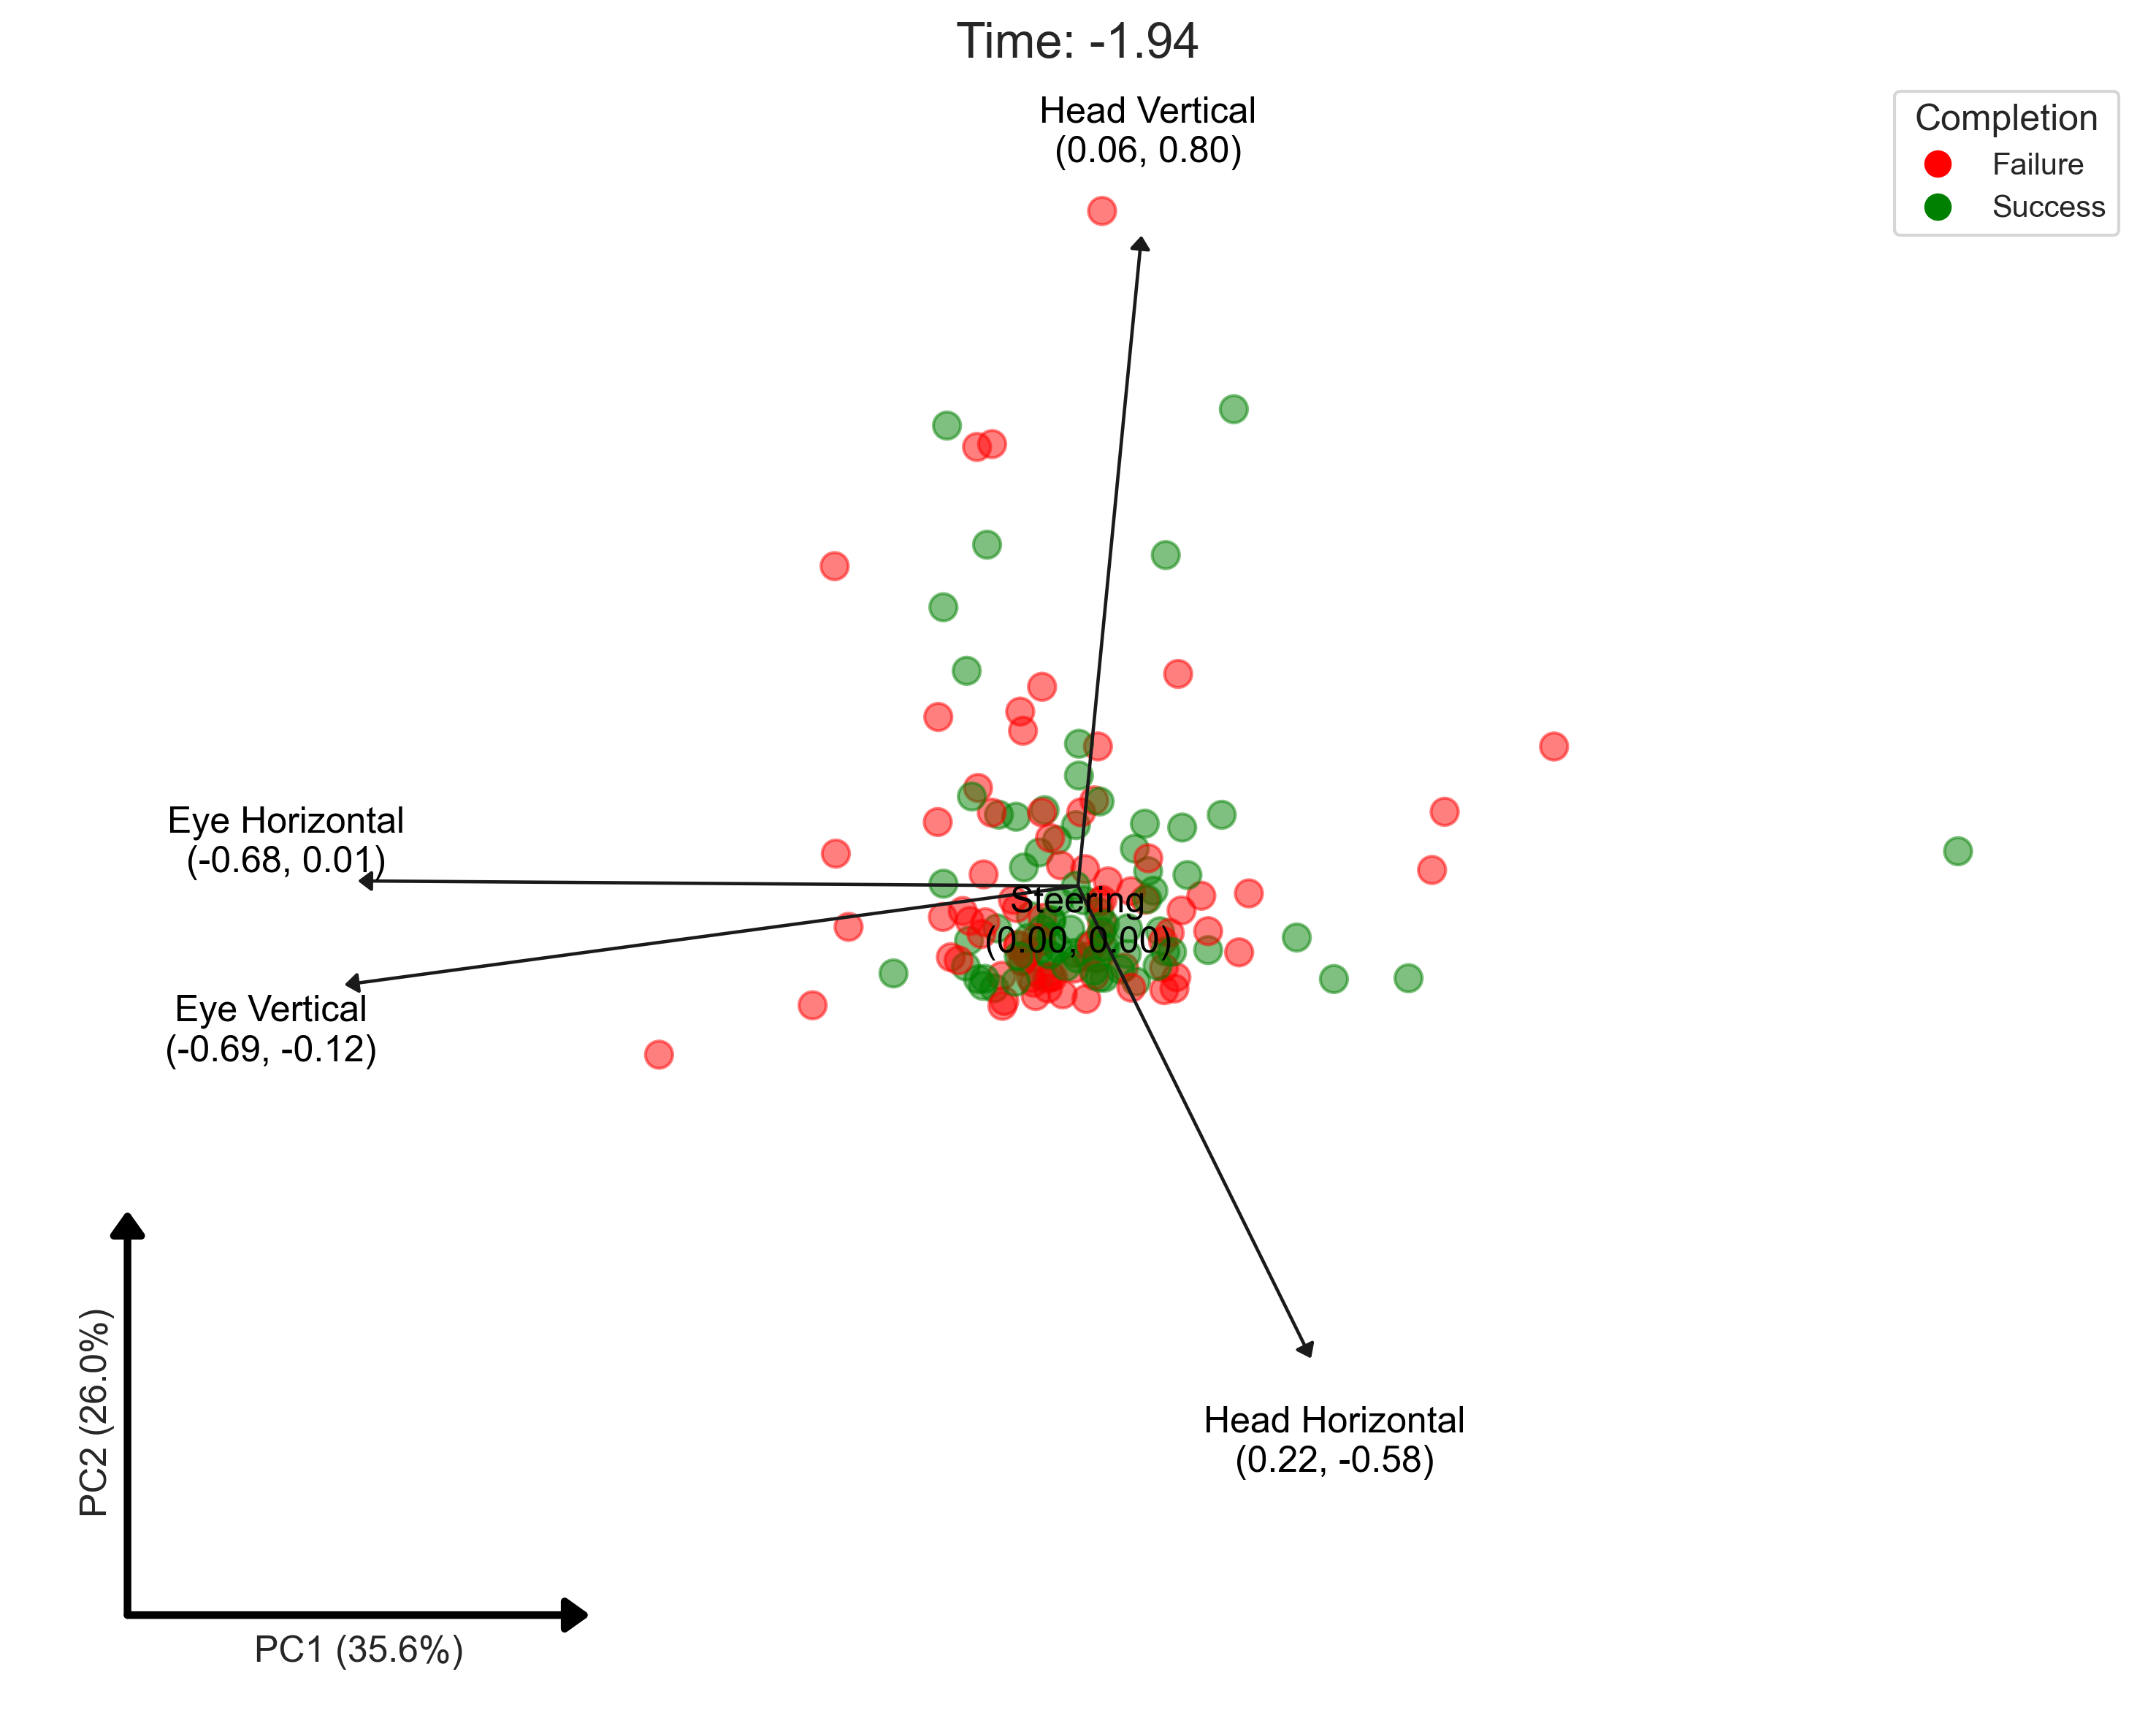 Time: -1.94
Head Vertical
(0.06, 0.80)
Completion
Failure
Success
Eye Horizontal
(-0.68, 0.01)
Steering
(0.00, 0.00)
Eye Vertical
(-0.69, -0.12)
Head Horizontal
(0.22, -0.58)
PC2 (26.0%)
PC1 (35.6%)